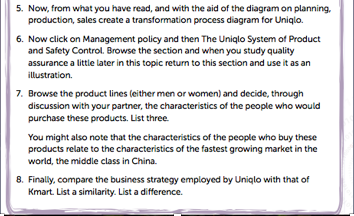 5. Now, from what you have read, and with the aid of the diagram on planning,
production, sales create a transformation process diagram for Uniqlo.
6. Now click on Management policy and then The Uniqlo System of Product
and Safety Control. Browse the section and when you study quality
assurance a little later in this topic return to this section and use it as an
illustration.
7. Browse the product lines (either men or women) and decide, through
discussion with your partner, the characteristics of the people who would
purchase these products. List three.
You might also note that the characteristics of the people who buy these
products relate to the characteristics of the fastest growing market in the
world, the middle class in China.
8. Finally, compare the business strategy employed by Uniqlo with that of
Kmart. List a similarity. List a difference.